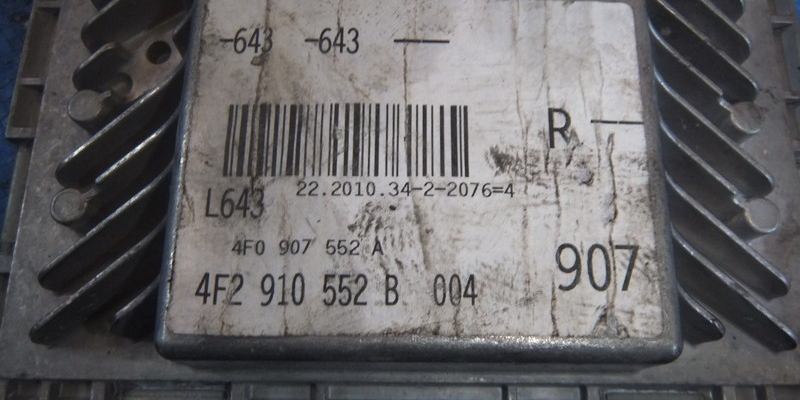 -643 -643 ——
R —
22.2010.34-2-2076=4
L643
4F0 907 552 A
907
4F2 910 552 B 004